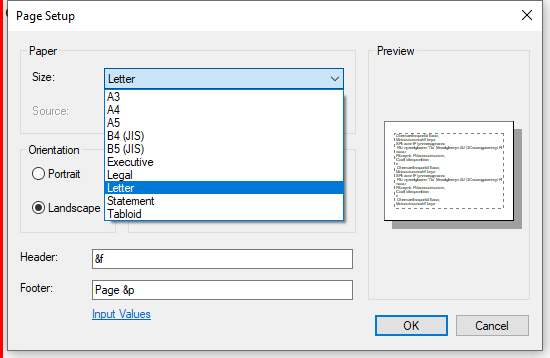 Page Setup
Paper
Size:
Letter
Source:
A3
A4
A5
B4 (JIS)
B5 (JIS)
Executive
Legal
Letter
Statement
Tabloid
Orientation
Portrait
Landscape
Header:
&f
Footer:
Page &p
Input Values
Preview
OK
Cancel